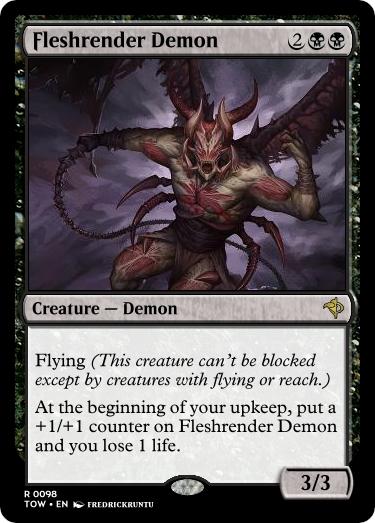 Fleshrender Demon 2
Creature — Demon
Flying (This creature can't be blocked
except by creatures with flying or reach.)
At the beginning of your upkeep, put a
+1/+1 counter on Fleshrender Demon
and you lose 1 life.
3/3
R 0098
TOW • EN FREDRICKRUNTU